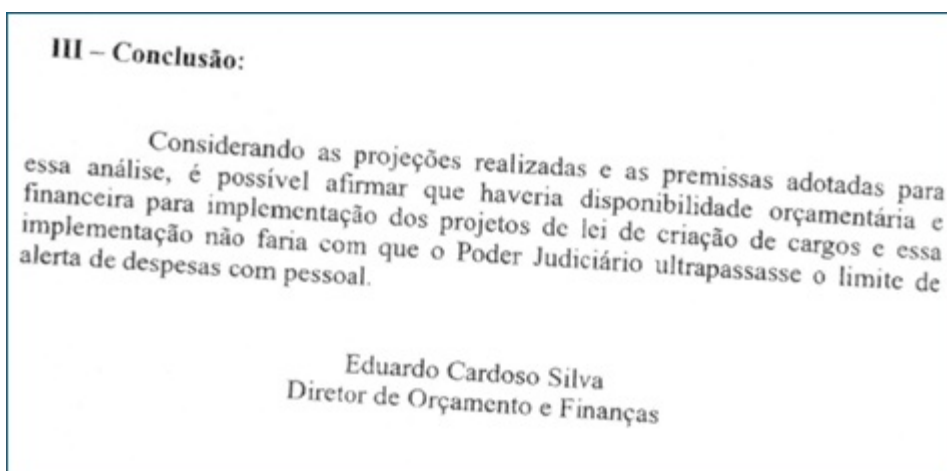 III – Conclusão:
Considerando as projeções realizadas e as premissas adotadas para
essa análise, é possível afirmar que haveria disponibilidade orçamentária e
financeira para implementação dos projetos de lei de criação de cargos e essa
implementação não faria com que o Poder Judiciário ultrapassasse o limite de
alerta de despesas com pessoal.
Eduardo Cardoso Silva
Diretor de Orçamento e Finanças